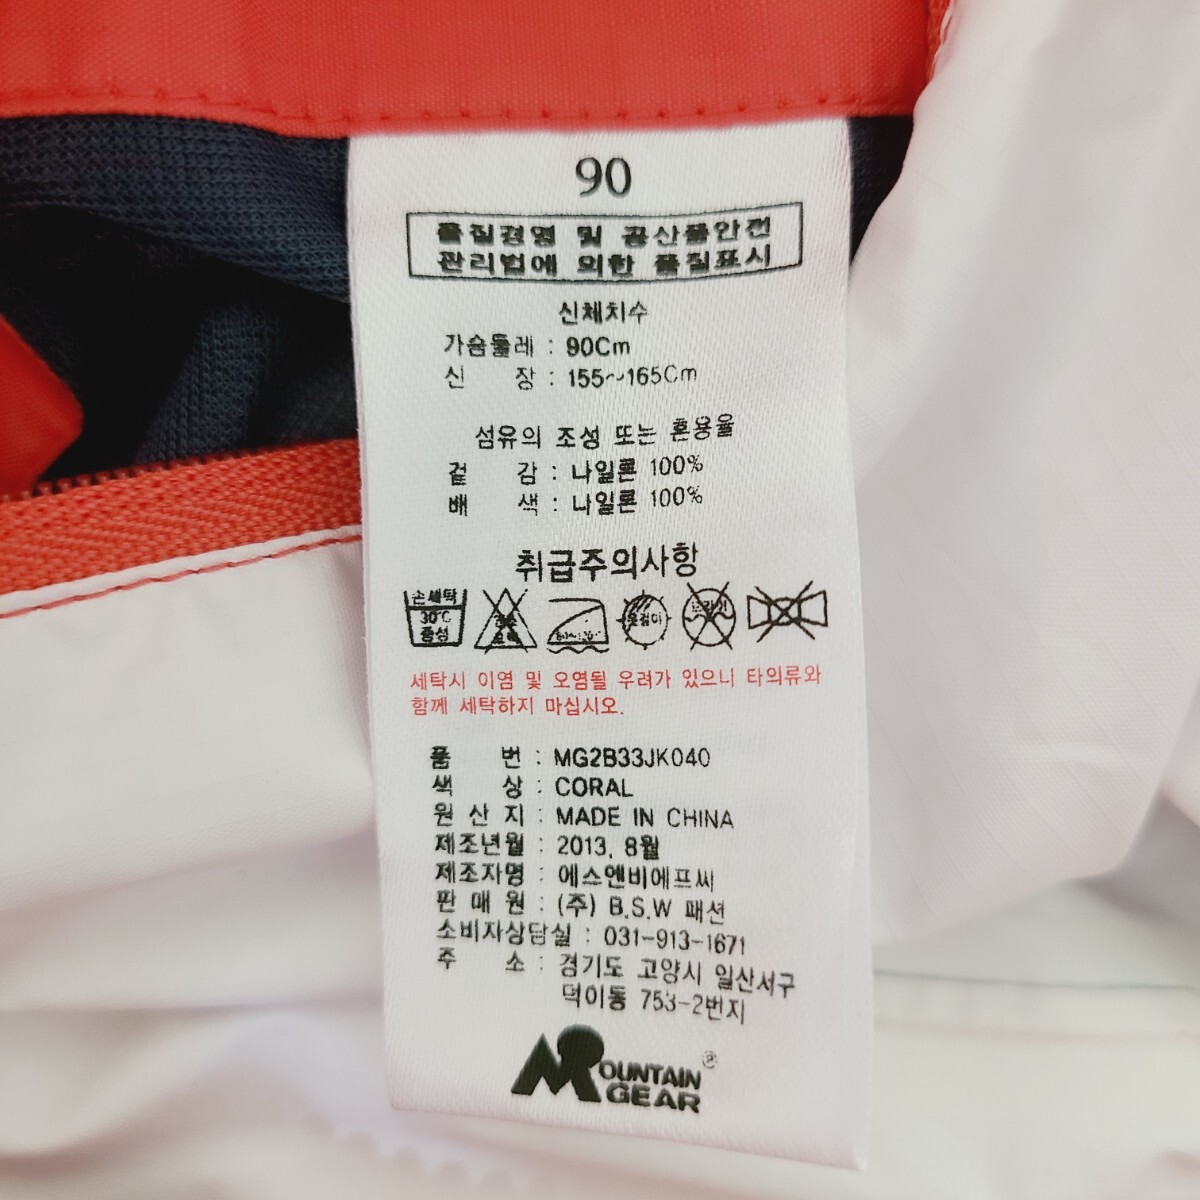 90
품질경영 및 공산품안전
관리법에 의한 품질표시
신체치수
가슴둘레 : 90Cm
신 장 : 155~165Cm
섬유의 조성 또는 혼용율
겉 감 : 나일론 100%
배 색 : 나일론 100%
취급주의사항
손세탁
30℃
중성
옷걸이
세탁시 이염 및 오염될 우려가 있으니 타의류와
함께 세탁하지 마십시오.
품 번 : MG2B33JK040
색 상 : CORAL
원 산 지 : MADE IN CHINA
제조년월 : 2013. 8월
제조자명 : 에스앤비에프씨
판 매 원 : (주) B.S.W 패션
소비자상담실 : 031-913-1671
주 소 : 경기도 고양시 일산서구
덕이동 753-2번지
MOUNTAIN
GEAR ®